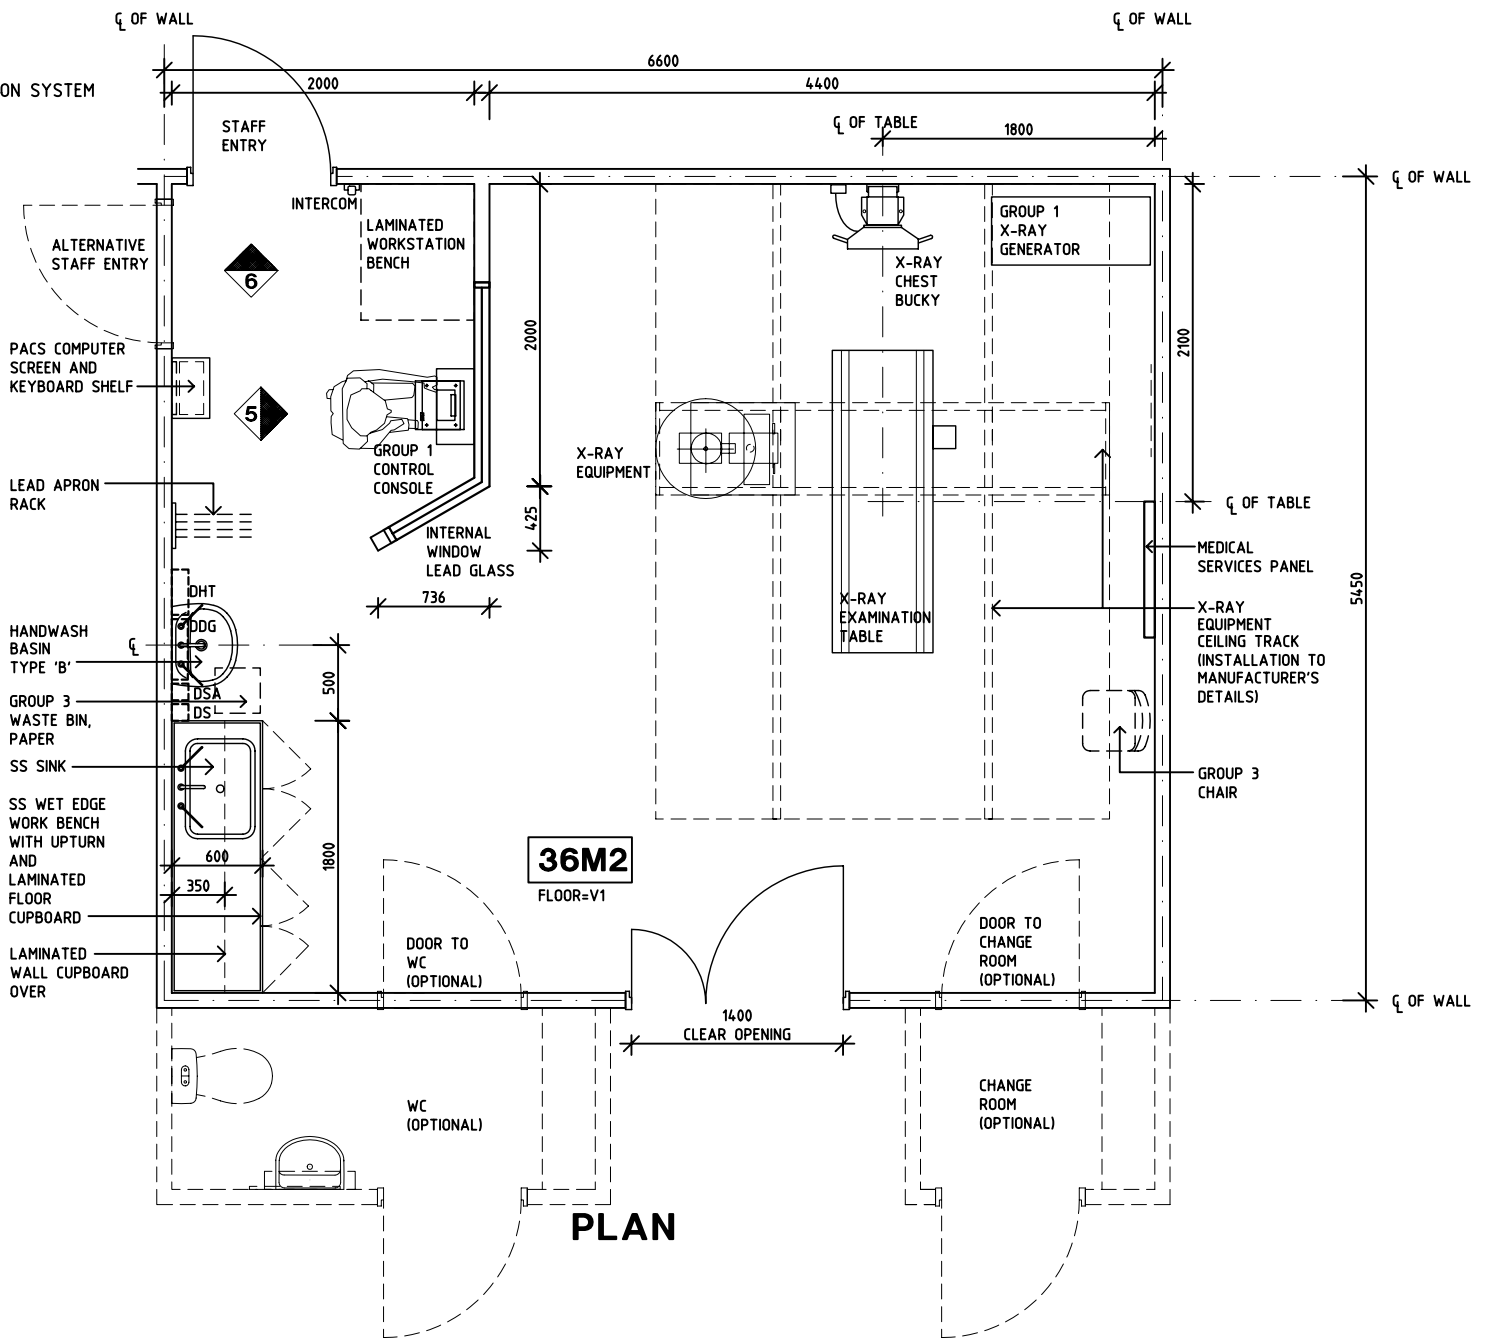 ℄ OF WALL
℄ OF WALL
6600
ON SYSTEM
2000
4400
STAFF
ENTRY
℄ OF TABLE
1800
℄ OF WALL
INTERCOM
LAMINATED
WORKSTATION
BENCH
GROUP 1
X-RAY
GENERATOR
ALTERNATIVE
STAFF ENTRY
6
X-RAY
CHEST
BUCKY
2000
2100
PACS COMPUTER
SCREEN AND
KEYBOARD SHELF
5
GROUP 1
CONTROL
CONSOLE
X-RAY
EQUIPMENT
LEAD APRON
RACK
425
℄ OF TABLE
INTERNAL
WINDOW
LEAD GLASS
MEDICAL
SERVICES PANEL
736
DHT
DDG
X-RAY
EXAMINATION
TABLE
5450
X-RAY
EQUIPMENT
CEILING TRACK
(INSTALLATION TO
MANUFACTURER'S
DETAILS)
HANDWASH
BASIN
TYPE 'B'
℄
500
DSA
DS
GROUP 3
WASTE BIN,
PAPER
SS SINK
GROUP 3
CHAIR
SS WET EDGE
WORK BENCH
WITH UPTURN
AND
LAMINATED
FLOOR
CUPBOARD
600
350
1800
36M2
FLOOR=V1
LAMINATED
WALL CUPBOARD
OVER
DOOR TO
WC
(OPTIONAL)
DOOR TO
CHANGE
ROOM
(OPTIONAL)
℄ OF WALL
1400
CLEAR OPENING
WC
(OPTIONAL)
CHANGE
ROOM
(OPTIONAL)
PLAN